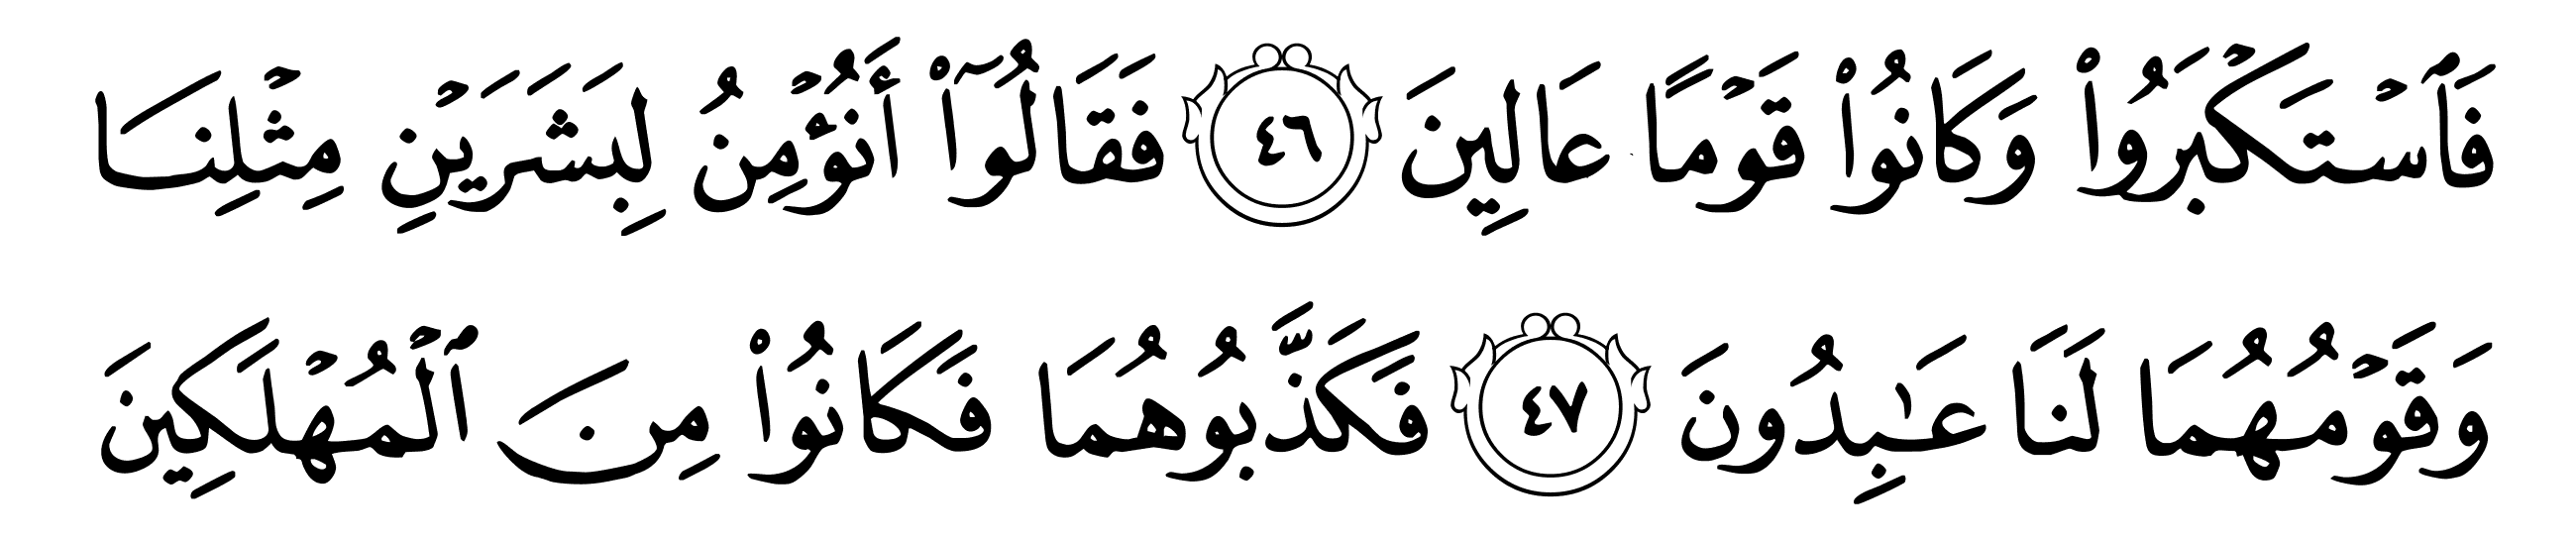 فَٱسۡتَكۡبَرُواْ وَكَانُواْ قَوۡمًا عَالِينَ ٤٦ فَقَالُوٓاْ أَنُؤۡمِنُ لِبَشَرَيۡنِ مِثۡلِنَا
وَقَوۡمُهُمَا لَنَا عَٰبِدُونَ ٤٧ فَكَذَّبُوهُمَا فَكَانُواْ مِنَ ٱلۡمُهۡلَكِينَ